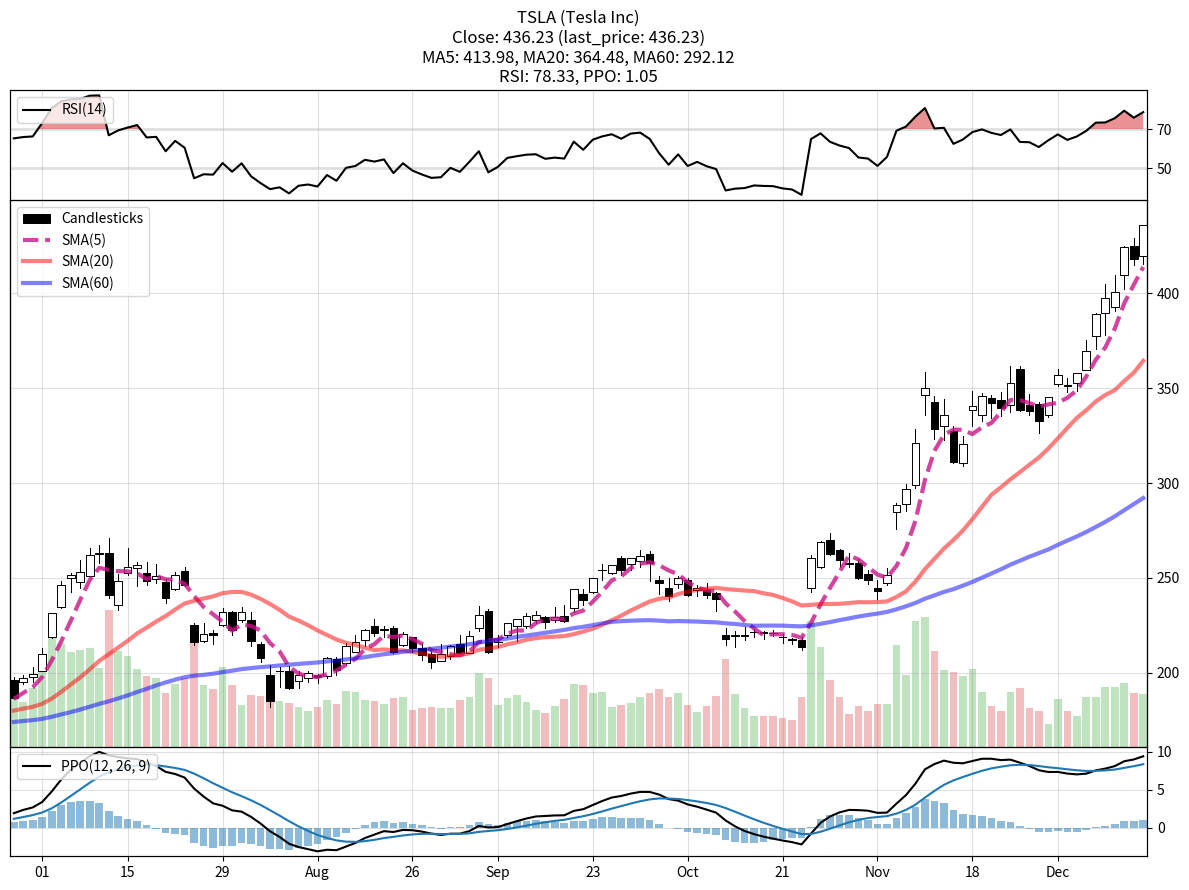 TSLA (Tesla Inc)
Close: 436.23 (last_price: 436.23)
MA5: 413.98, MA20: 364.48, MA60: 292.12
RSI: 78.33, PPO: 1.05
RSI(14)
70
50
Candlesticks
SMA(5)
SMA(20)
SMA(60)
400
350
300
250
200
PPO(12, 26, 9)
10
5
0
01 15 29 Aug 26 Sep 23 Oct 21 Nov 18 Dec